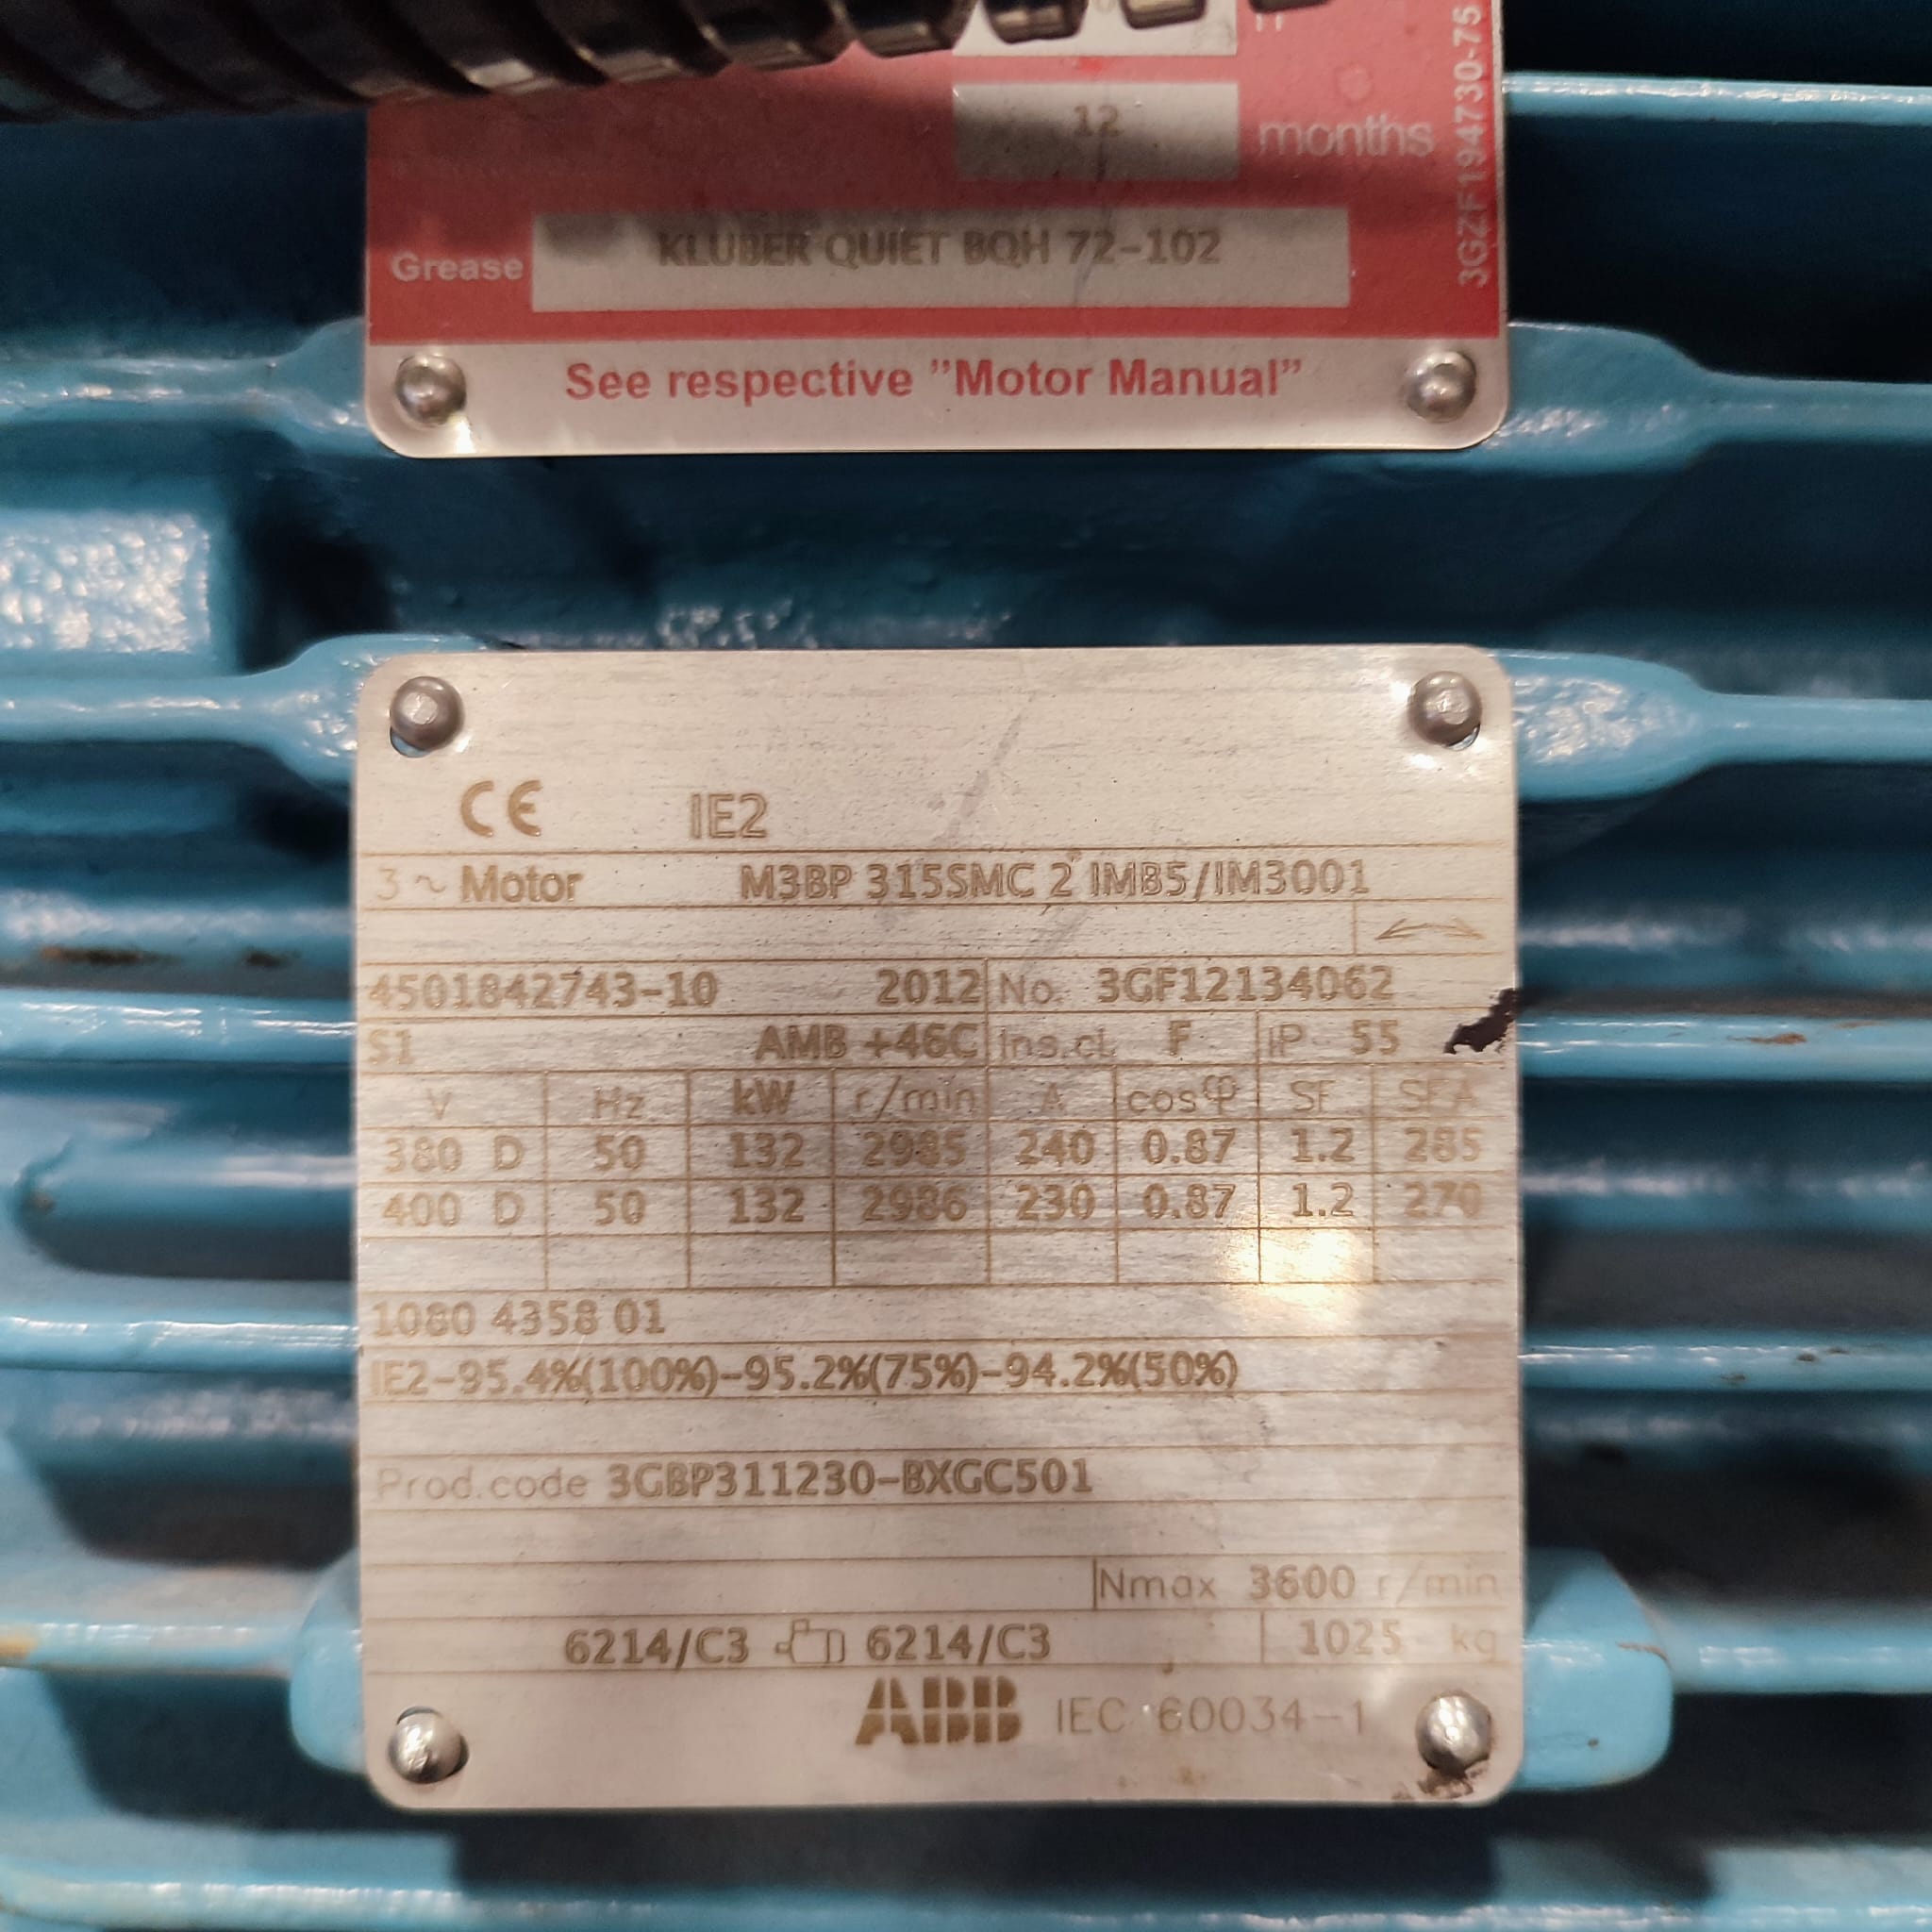 12 months
3GZF194730-75
Grease KLUBER QUIET BQH 72-102
See respective "Motor Manual"
CE IE2
3 ~ Motor M3BP 315SMC 2 IMB5/IM3001
4501842743-10 2012 No. 3GF12134062
S1 AMB +46C Ins.cl. F IP 55
V Hz kW r/min A cosφ SF SFA
380 D 50 132 2985 240 0.87 1.2 285
400 D 50 132 2986 230 0.87 1.2 270
1080 4358 01
IE2-95.4%(100%)-95.2%(75%)-94.2%(50%)
Prod.code 3GBP311230-BXGC501
Nmax 3600 r/min
6214/C3 6214/C3 1025 kg
ABB IEC 60034-1